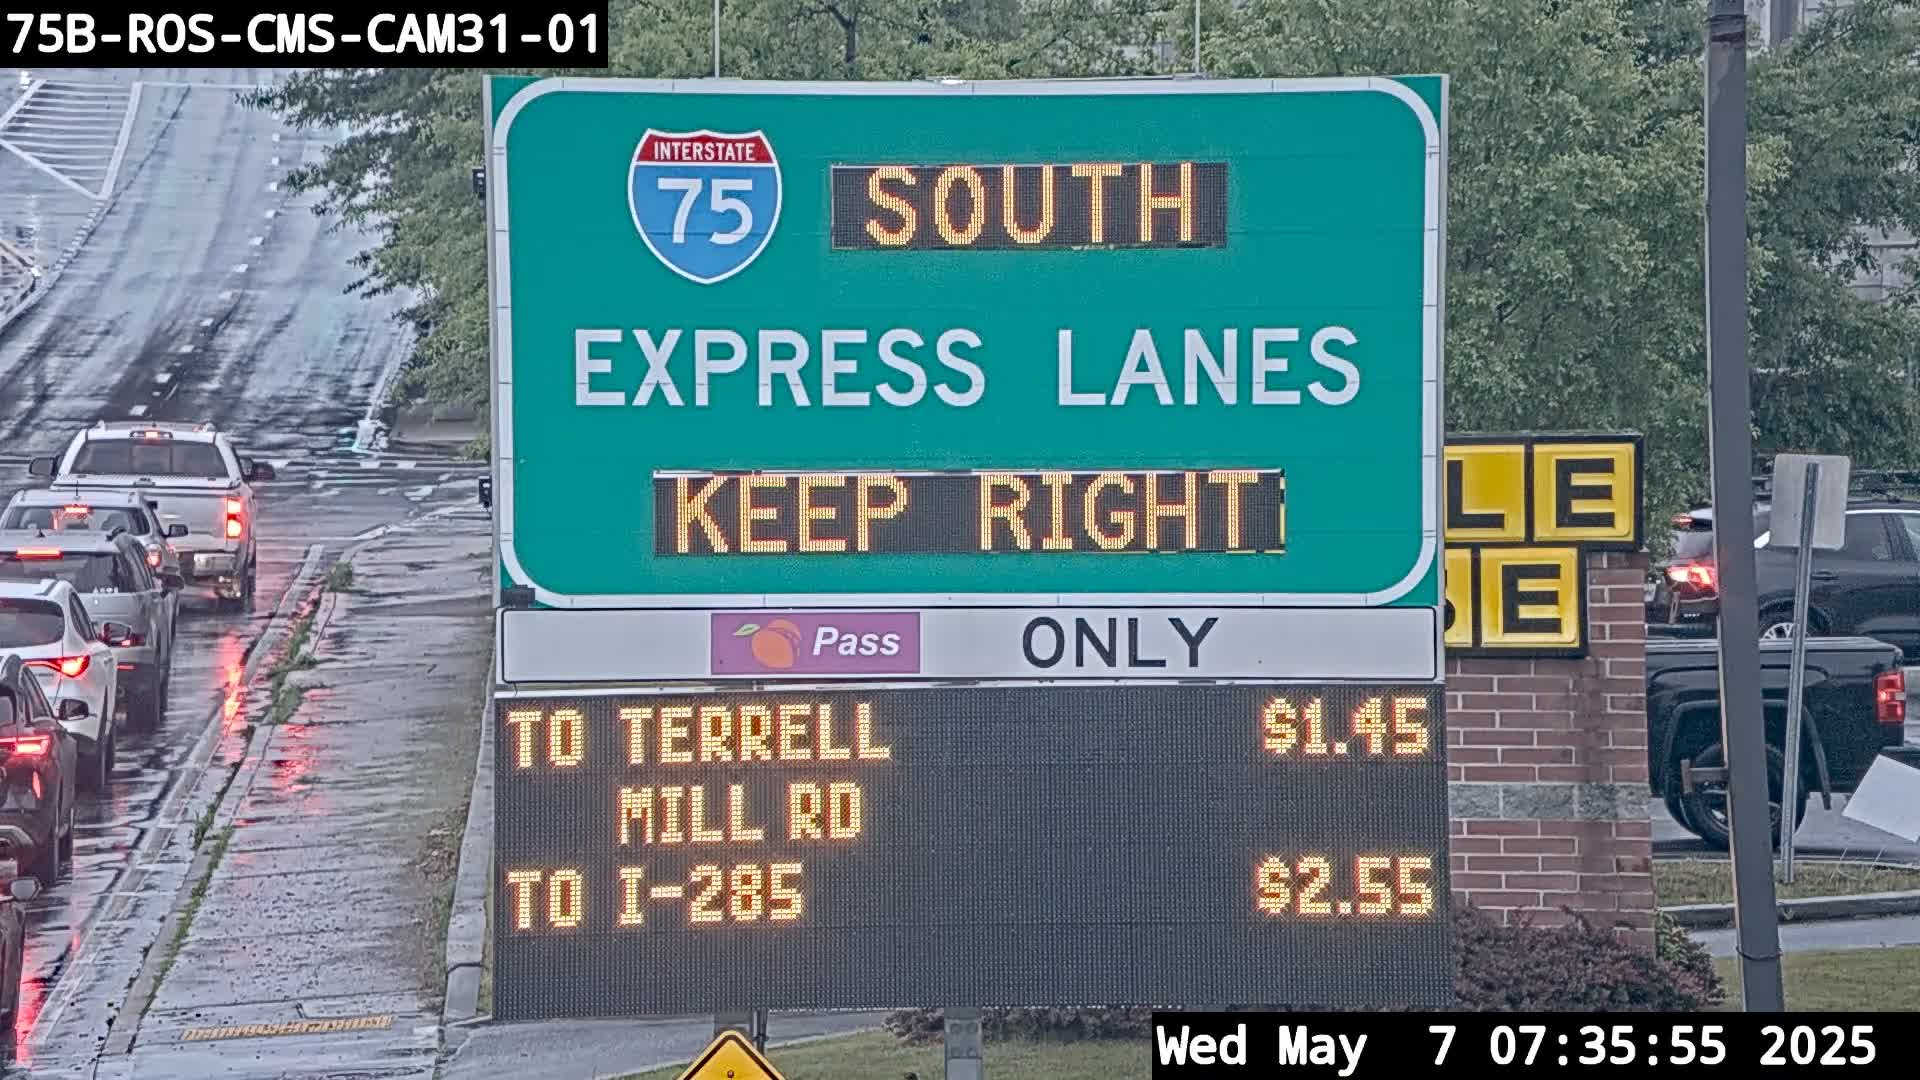 75B-ROS-CMS-CAM31-01
INTERSTATE
75
SOUTH
EXPRESS LANES
KEEP RIGHT
Pass ONLY
TO TERRELL $1.45
MILL RD
TO I-285 $2.55
LE
E
Wed May 7 07:35:55 2025